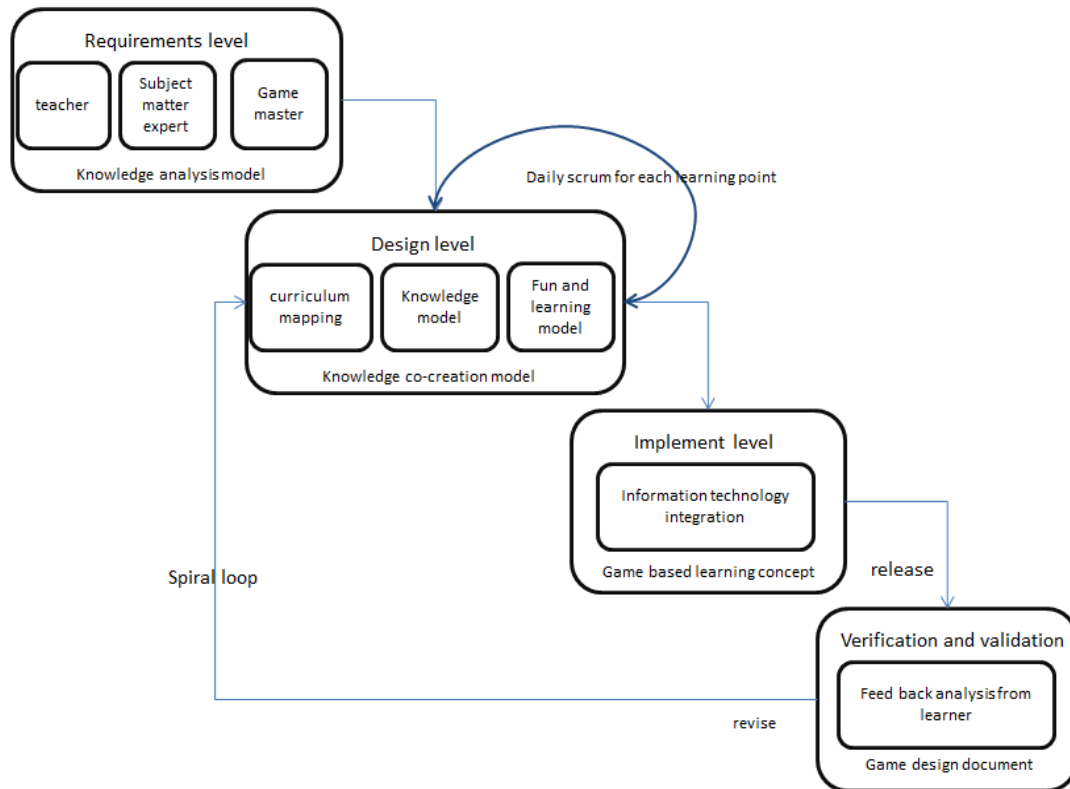 Requirements level
teacher
Subject
matter
expert
Game
master
Knowledge analysis model
Daily scrum for each learning point
Design level
curriculum
mapping
Knowledge
model
Fun and
learning
model
Knowledge co-creation model
Implement level
Information technology
integration
Game based learning concept
Spiral loop
release
Verification and validation
Feed back analysis from
learner
revise
Game design document